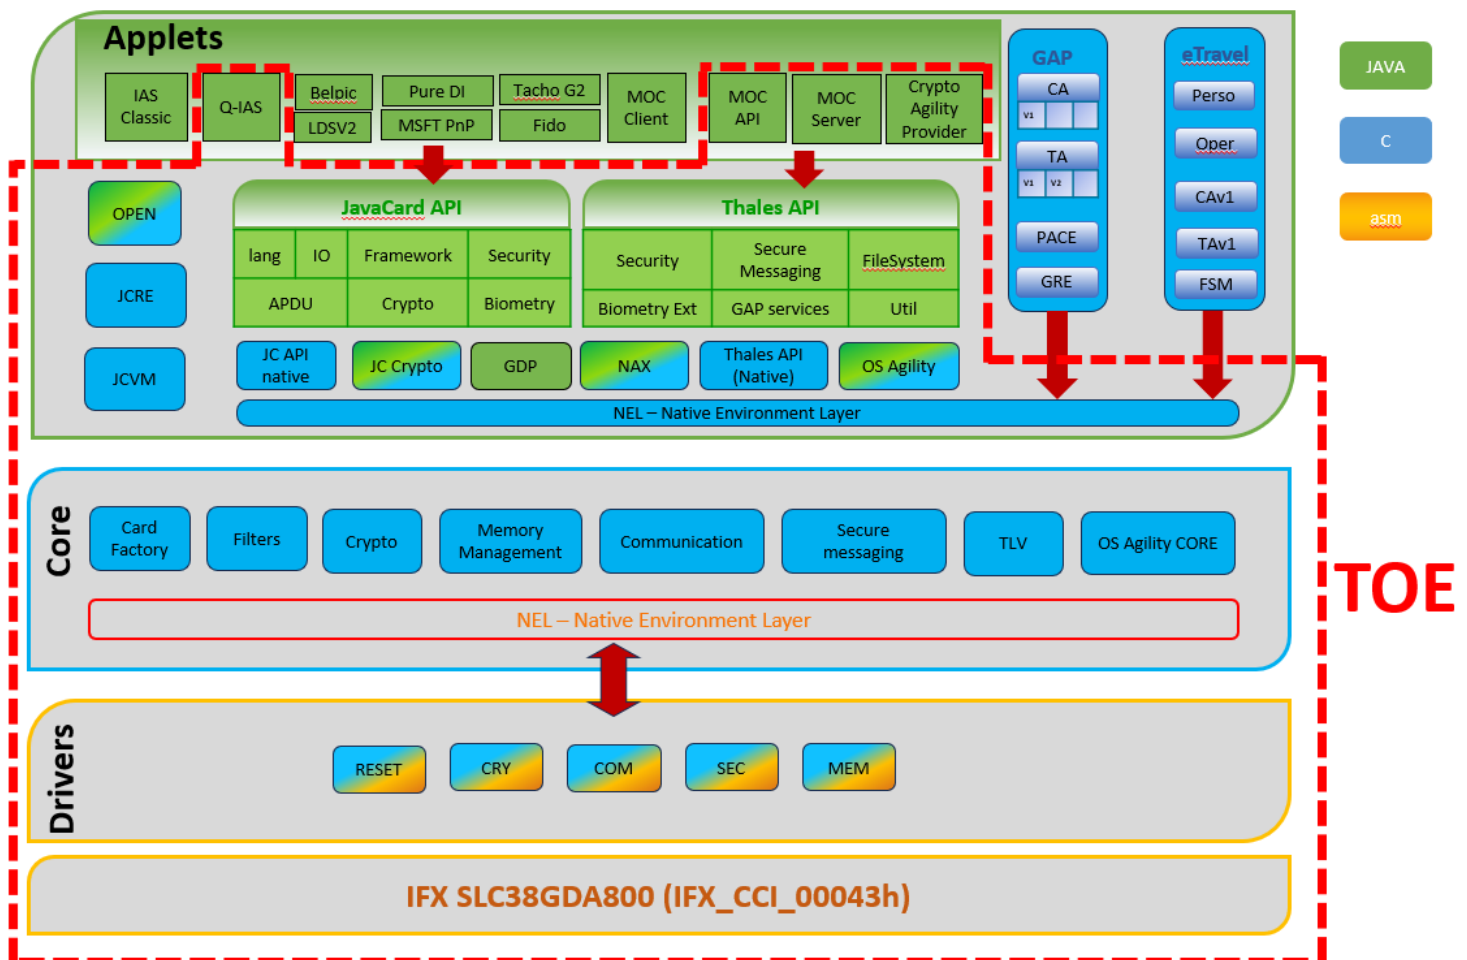 Applets
IAS
Classic
Q-IAS
Belpic
LDSV2
Pure DI
MSFT PnP
Tacho G2
Fido
MOC
Client
MOC
API
MOC
Server
Crypto
Agility
Provider
GAP
CA
V1
TA
V1 V2
PACE
GRE
eTravel
Perso
Oper
CAv1
TAv1
FSM
JAVA
C
asm
OPEN
JCRE
JCVM
JavaCard API
lang IO Framework Security
APDU Crypto Biometry
Thales API
Security
Secure
Messaging
FileSystem
Biometry Ext GAP services Util
JC API
native
JC Crypto
GDP
NAX
Thales API
(Native)
OS Agility
NEL – Native Environment Layer
Core
Card
Factory
Filters
Crypto
Memory
Management
Communication
Secure
messaging
TLV
OS Agility CORE
NEL – Native Environment Layer
TOE
Drivers
RESET
CRY
COM
SEC
MEM
IFX SLC38GDA800 (IFX_CCI_00043h)